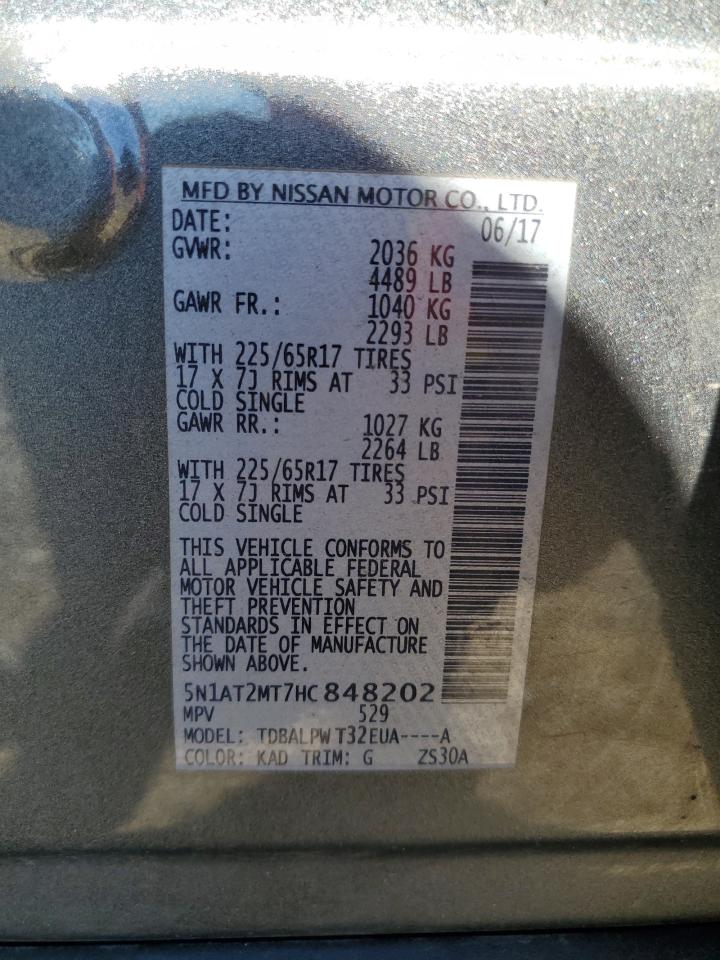 MFD BY NISSAN MOTOR CO., LTD.
DATE: 06/17
GVWR: 2036 KG
4489 LB
GAWR FR.: 1040 KG
2293 LB
WITH 225/65R17 TIRES
17 X 7J RIMS AT 33 PSI
COLD SINGLE
GAWR RR.: 1027 KG
2264 LB
WITH 225/65R17 TIRES
17 X 7J RIMS AT 33 PSI
COLD SINGLE
THIS VEHICLE CONFORMS TO
ALL APPLICABLE FEDERAL
MOTOR VEHICLE SAFETY AND
THEFT PREVENTION
STANDARDS IN EFFECT ON
THE DATE OF MANUFACTURE
SHOWN ABOVE.
5N1AT2MT7HC848202
MPV 529
MODEL: TDBALPW T32EUA----A
COLOR: KAD TRIM: G ZS30A